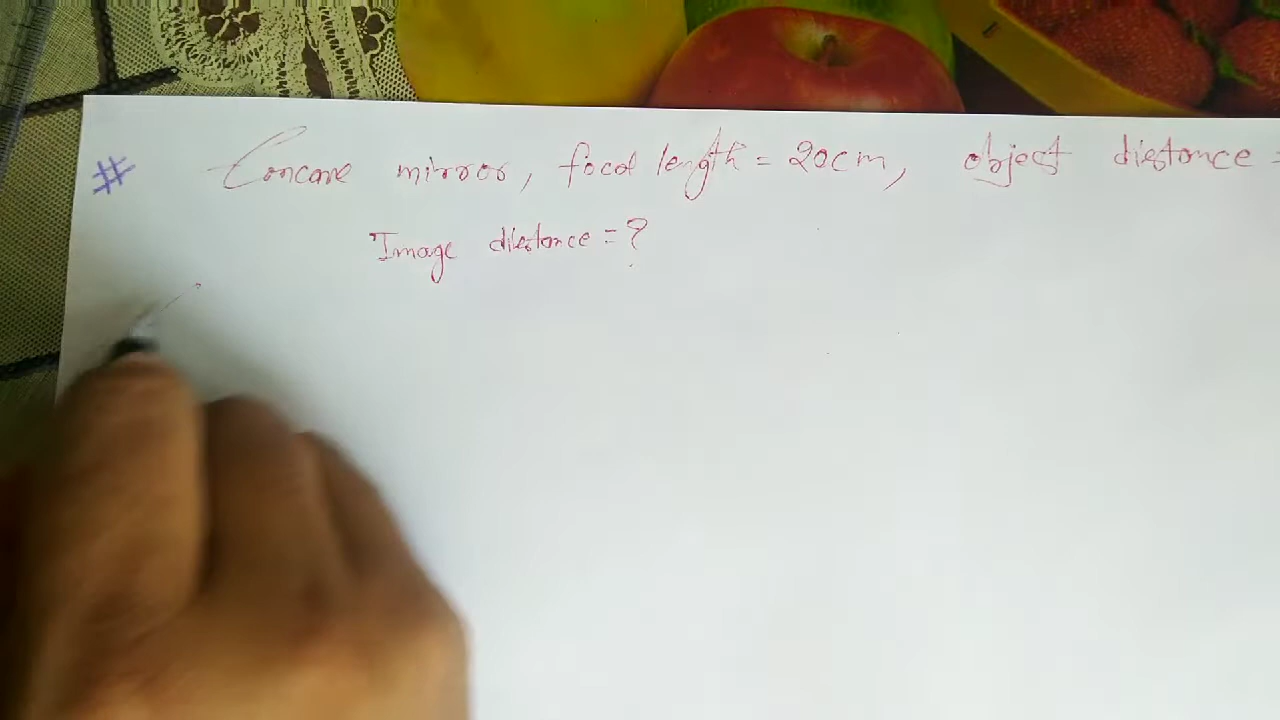 # Concave mirror, focal length = 20cm, object distance =
Image distance = ?